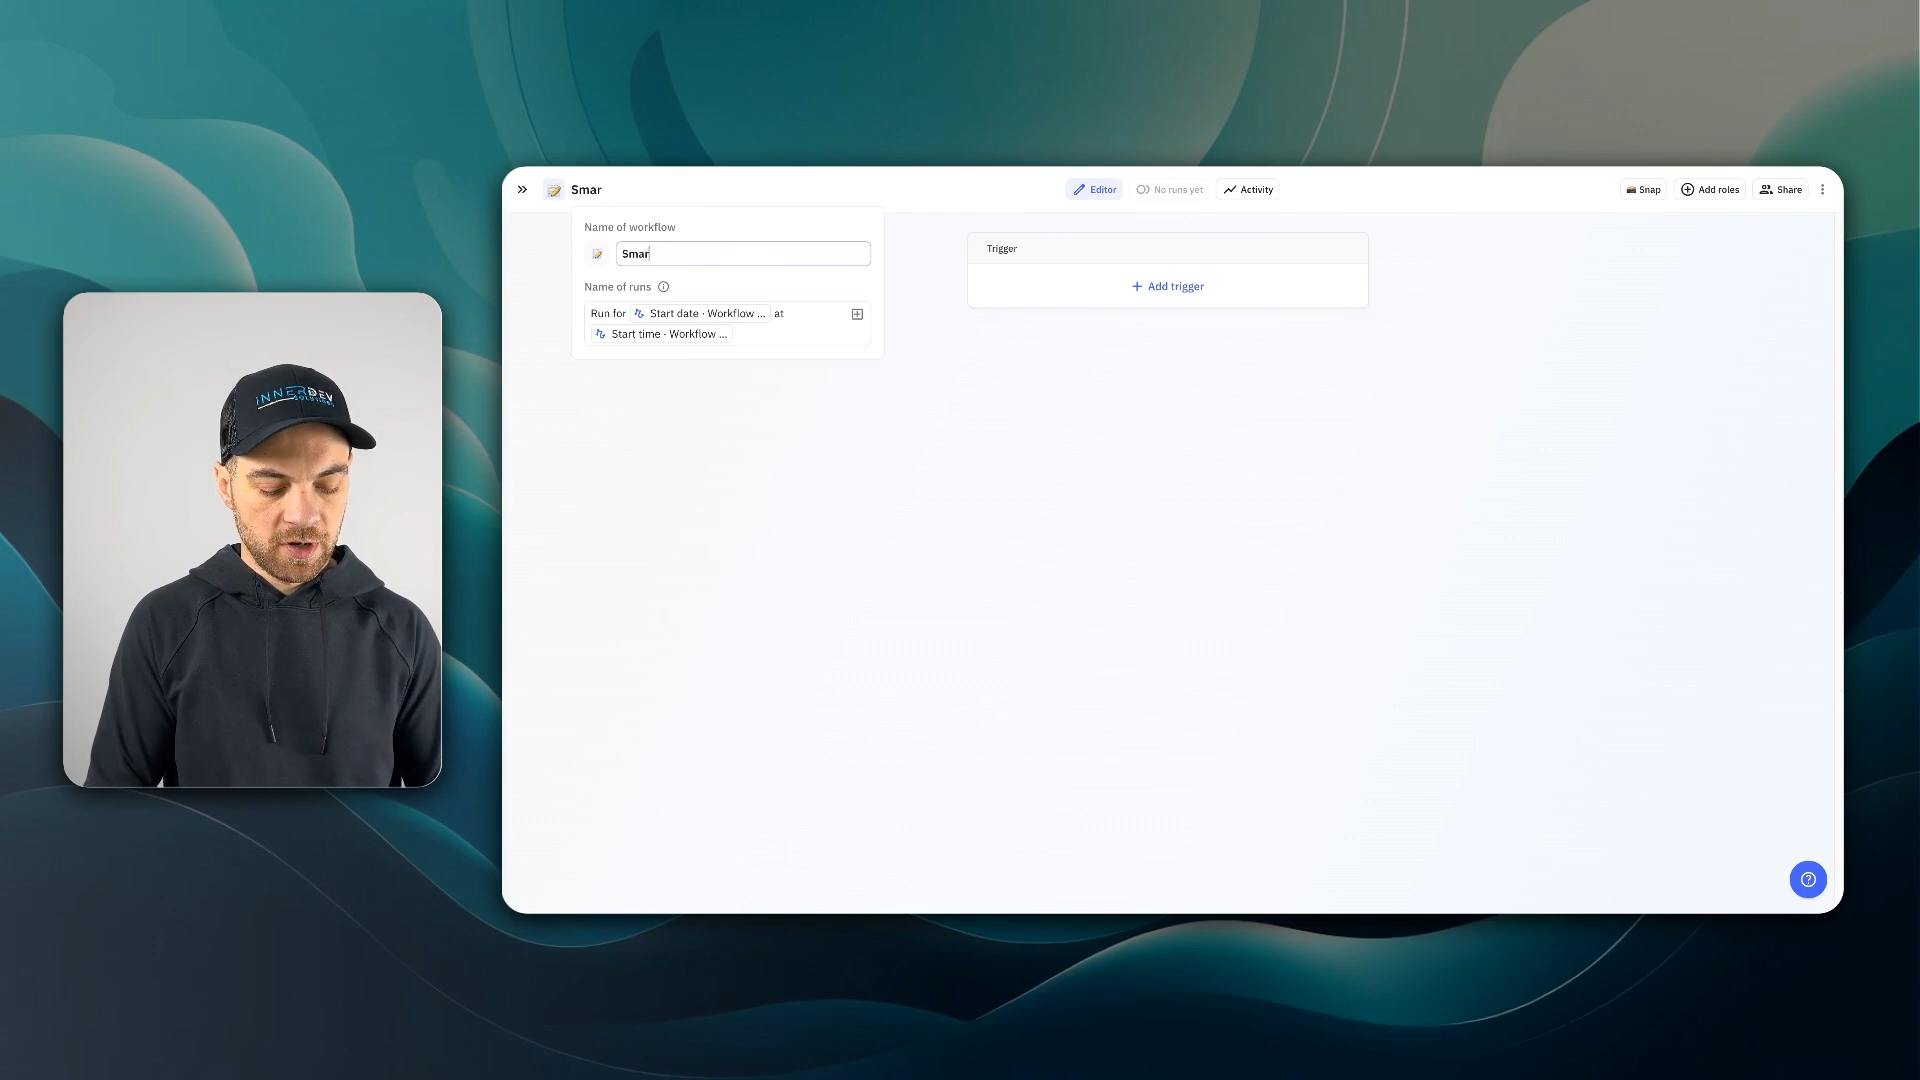 Smar
Editor
No runs yet
Activity
Snap
Add roles
Share
Name of workflow
Smar
Name of runs
Run for Start date · Workflow ... at
Start time · Workflow ...
Trigger
+ Add trigger
INNERDEV
SOLUTIONS